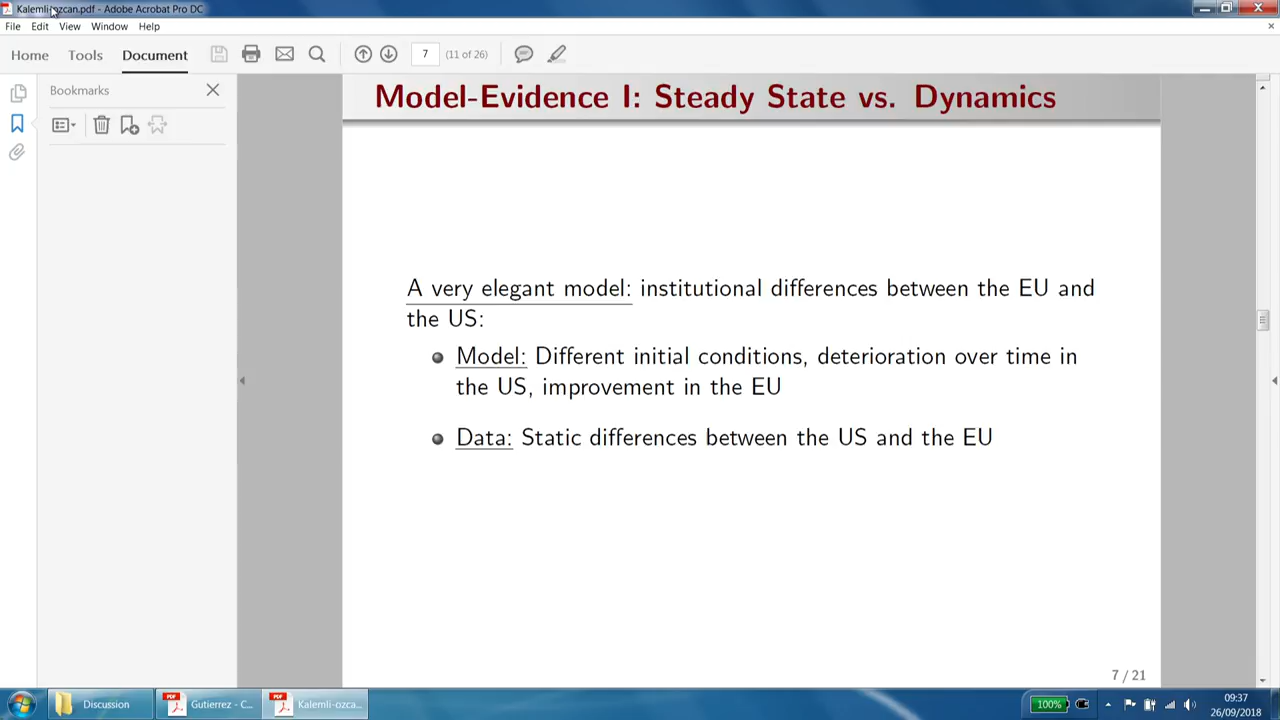 Kalemli-ozcan.pdf - Adobe Acrobat Pro DC
File Edit View Window Help
Home Tools Document 7 (11 of 26)
Bookmarks
Model-Evidence I: Steady State vs. Dynamics
A very elegant model: institutional differences between the EU and
the US:
Model: Different initial conditions, deterioration over time in
the US, improvement in the EU
Data: Static differences between the US and the EU
7 / 21
Discussion
PDF Gutierrez - C...
PDF Kalemli-ozca...
100%
09:37
26/09/2018